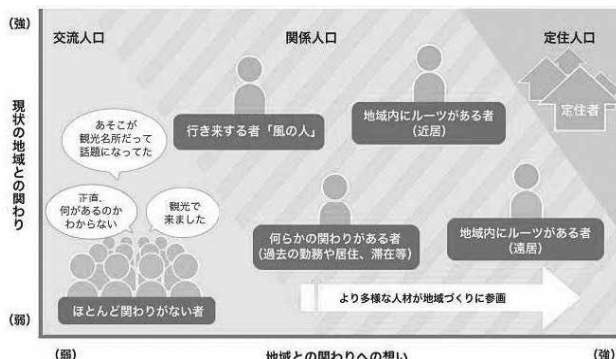 （強）
交流人口
関係人口
定住人口
現状の地域との関わり
定住者
行き来する者「風の人」
地域内にルーツがある者
（近居）
あそこが
観光名所だって
話題になってた
正直、
何があるのか
わからない
観光で
来ました
何らかの関わりがある者
（過去の勤務や居住、滞在等）
地域内にルーツがある者
（遠居）
ほとんど関わりがない者
より多様な人材が地域づくりに参画
（弱）
（弱）
地域との関わりへの想い
（強）